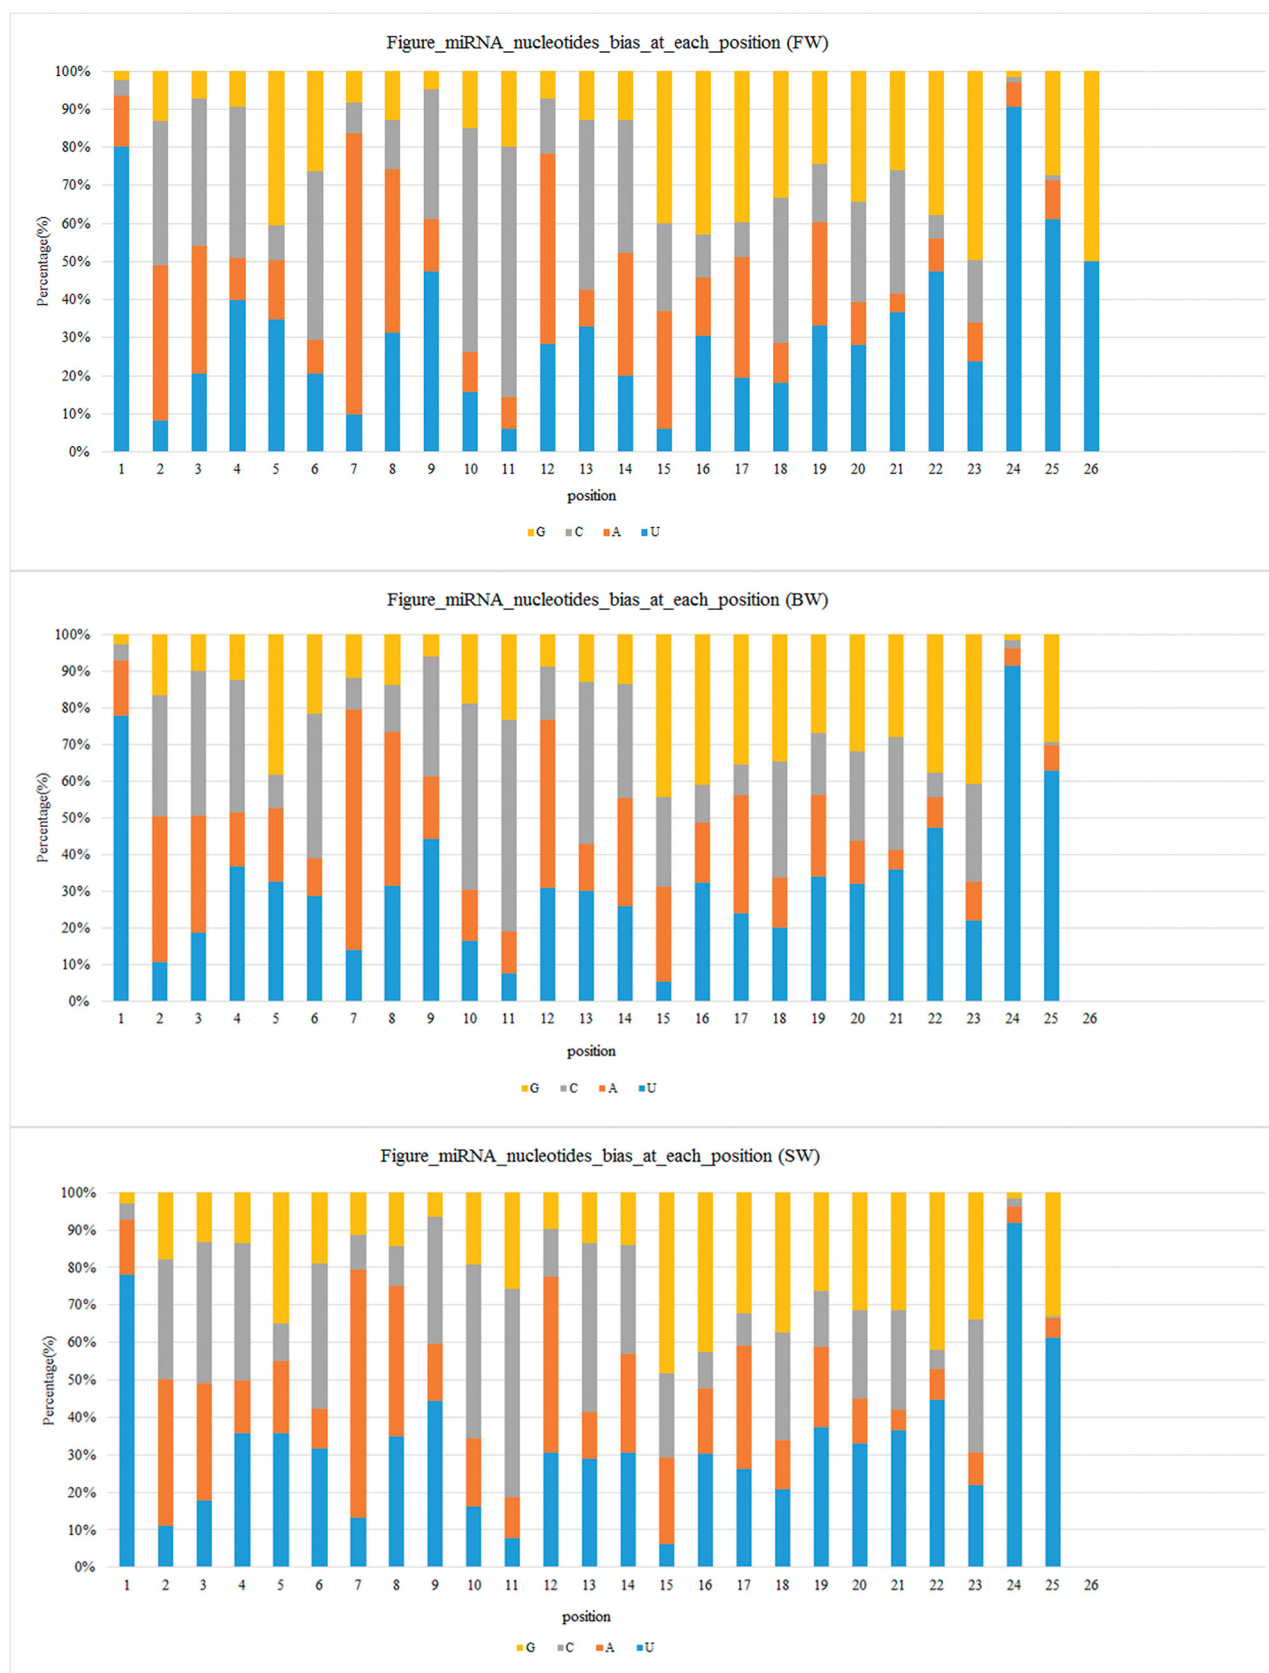 Figure_miRNA_nucleotides_bias_at_each_position (FW)
100%
90%
80%
70%
60%
50%
40%
30%
20%
10%
0%
Percentage(%)
1 2 3 4 5 6 7 8 9 10 11 12 13 14 15 16 17 18 19 20 21 22 23 24 25 26
position
G C A U
Figure_miRNA_nucleotides_bias_at_each_position (BW)
100%
90%
80%
70%
60%
50%
40%
30%
20%
10%
0%
Percentage(%)
1 2 3 4 5 6 7 8 9 10 11 12 13 14 15 16 17 18 19 20 21 22 23 24 25 26
position
G C A U
Figure_miRNA_nucleotides_bias_at_each_position (SW)
100%
90%
80%
70%
60%
50%
40%
30%
20%
10%
0%
Percentage(%)
1 2 3 4 5 6 7 8 9 10 11 12 13 14 15 16 17 18 19 20 21 22 23 24 25 26
position
G C A U